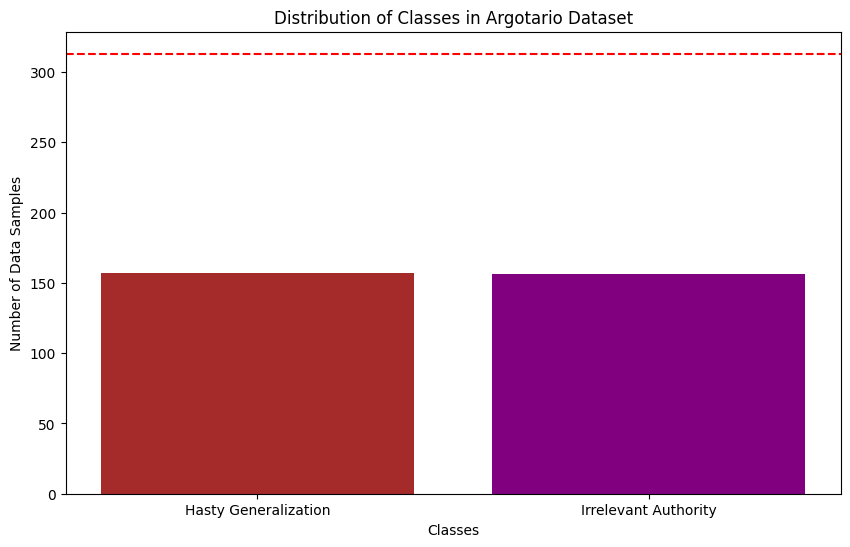 Distribution of Classes in Argotario Dataset
Number of Data Samples
300
250
200
150
100
50
0
Hasty Generalization
Irrelevant Authority
Classes